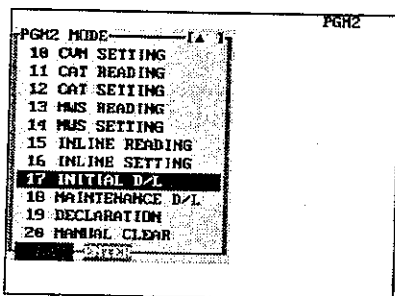 PGM2
PGM2 MODE
10 CVM SETTING
11 CAT READING
12 CAT SETTING
13 MWS READING
14 MWS SETTING
15 INLINE READING
16 INLINE SETTING
17 INITIAL D/L
18 MAINTENANCE D/L
19 DECLARATION
20 MANUAL CLEAR